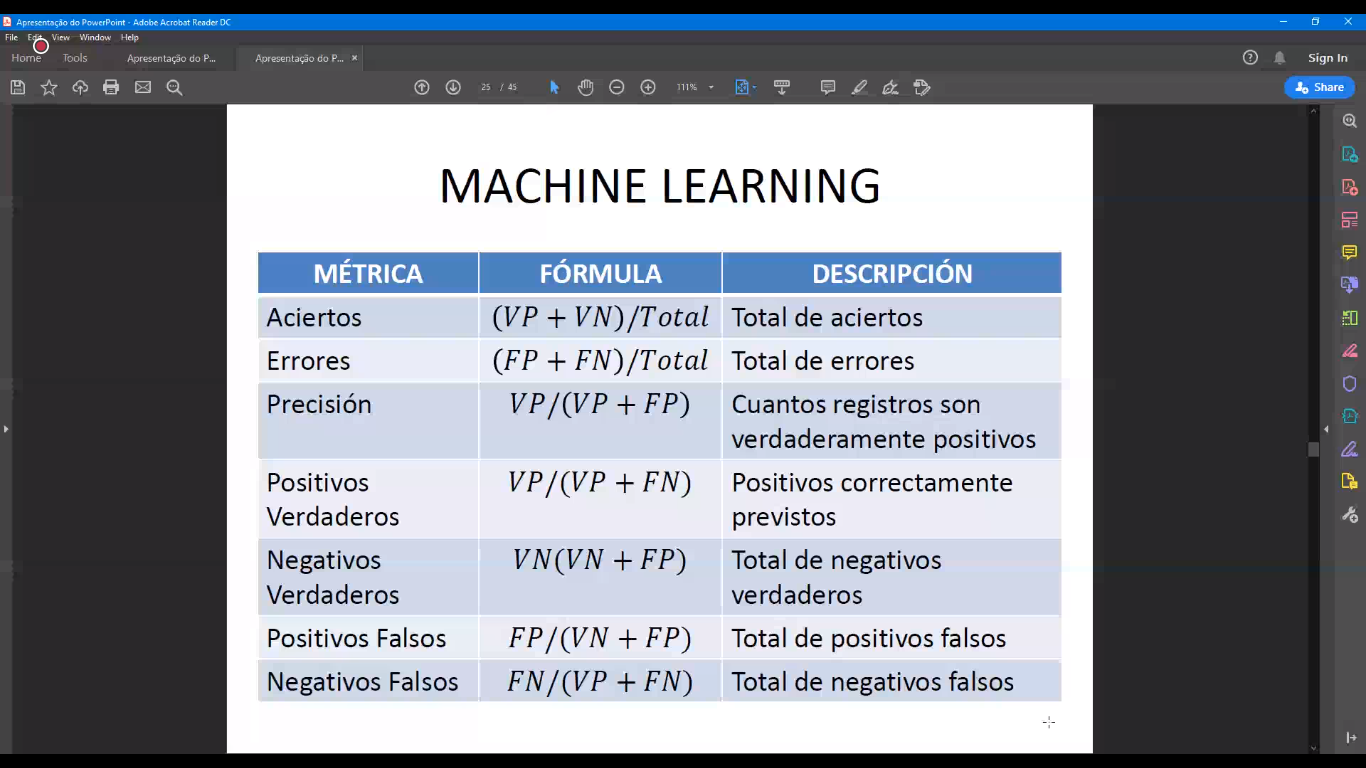 Apresentação do PowerPoint - Adobe Acrobat Reader DC
File Edit View Window Help
Home Tools Apresentação do P... Apresentação do P... × Sign In
25 / 45 111% Share
MACHINE LEARNING
MÉTRICA FÓRMULA DESCRIPCIÓN
Aciertos (VP + VN)/Total Total de aciertos
Errores (FP + FN)/Total Total de errores
Precisión VP/(VP + FP) Cuantos registros son
verdaderamente positivos
Positivos VP/(VP + FN) Positivos correctamente
Verdaderos previstos
Negativos VN(VN + FP) Total de negativos
Verdaderos verdaderos
Positivos Falsos FP/(VN + FP) Total de positivos falsos
Negativos Falsos FN/(VP + FN) Total de negativos falsos